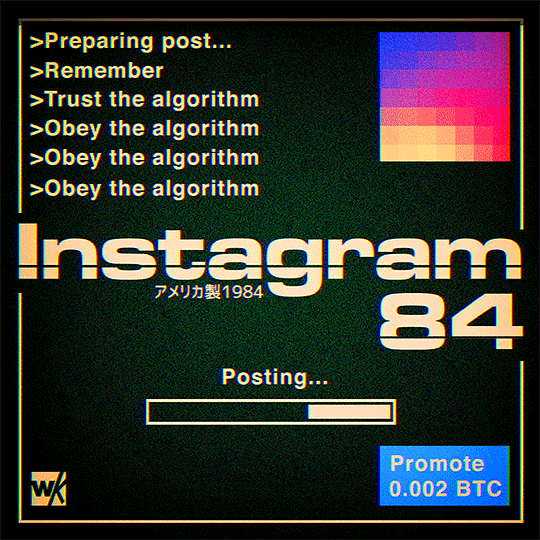 >Preparing post...
>Remember
>Trust the algorithm
>Obey the algorithm
>Obey the algorithm
>Obey the algorithm
Instagram
アメリカ製1984
84
Posting...
Promote
0.002 BTC
WK